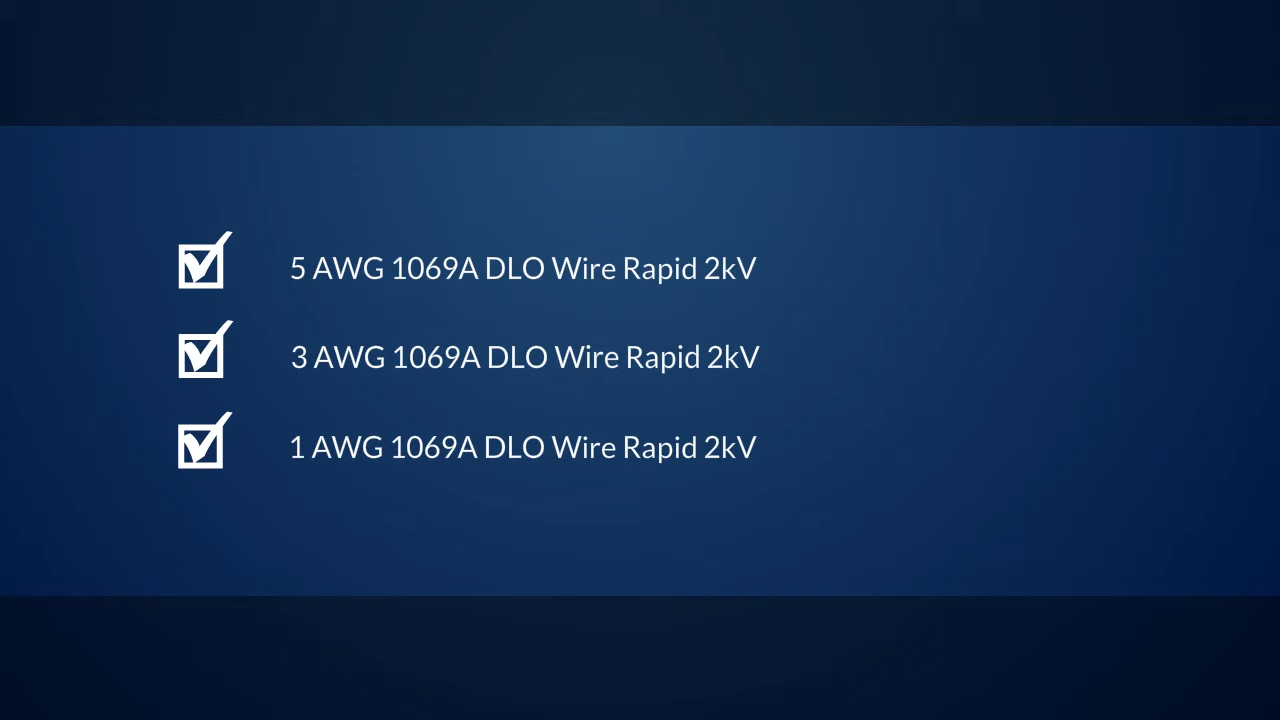 5 AWG 1069A DLO Wire Rapid 2kV
3 AWG 1069A DLO Wire Rapid 2kV
1 AWG 1069A DLO Wire Rapid 2kV